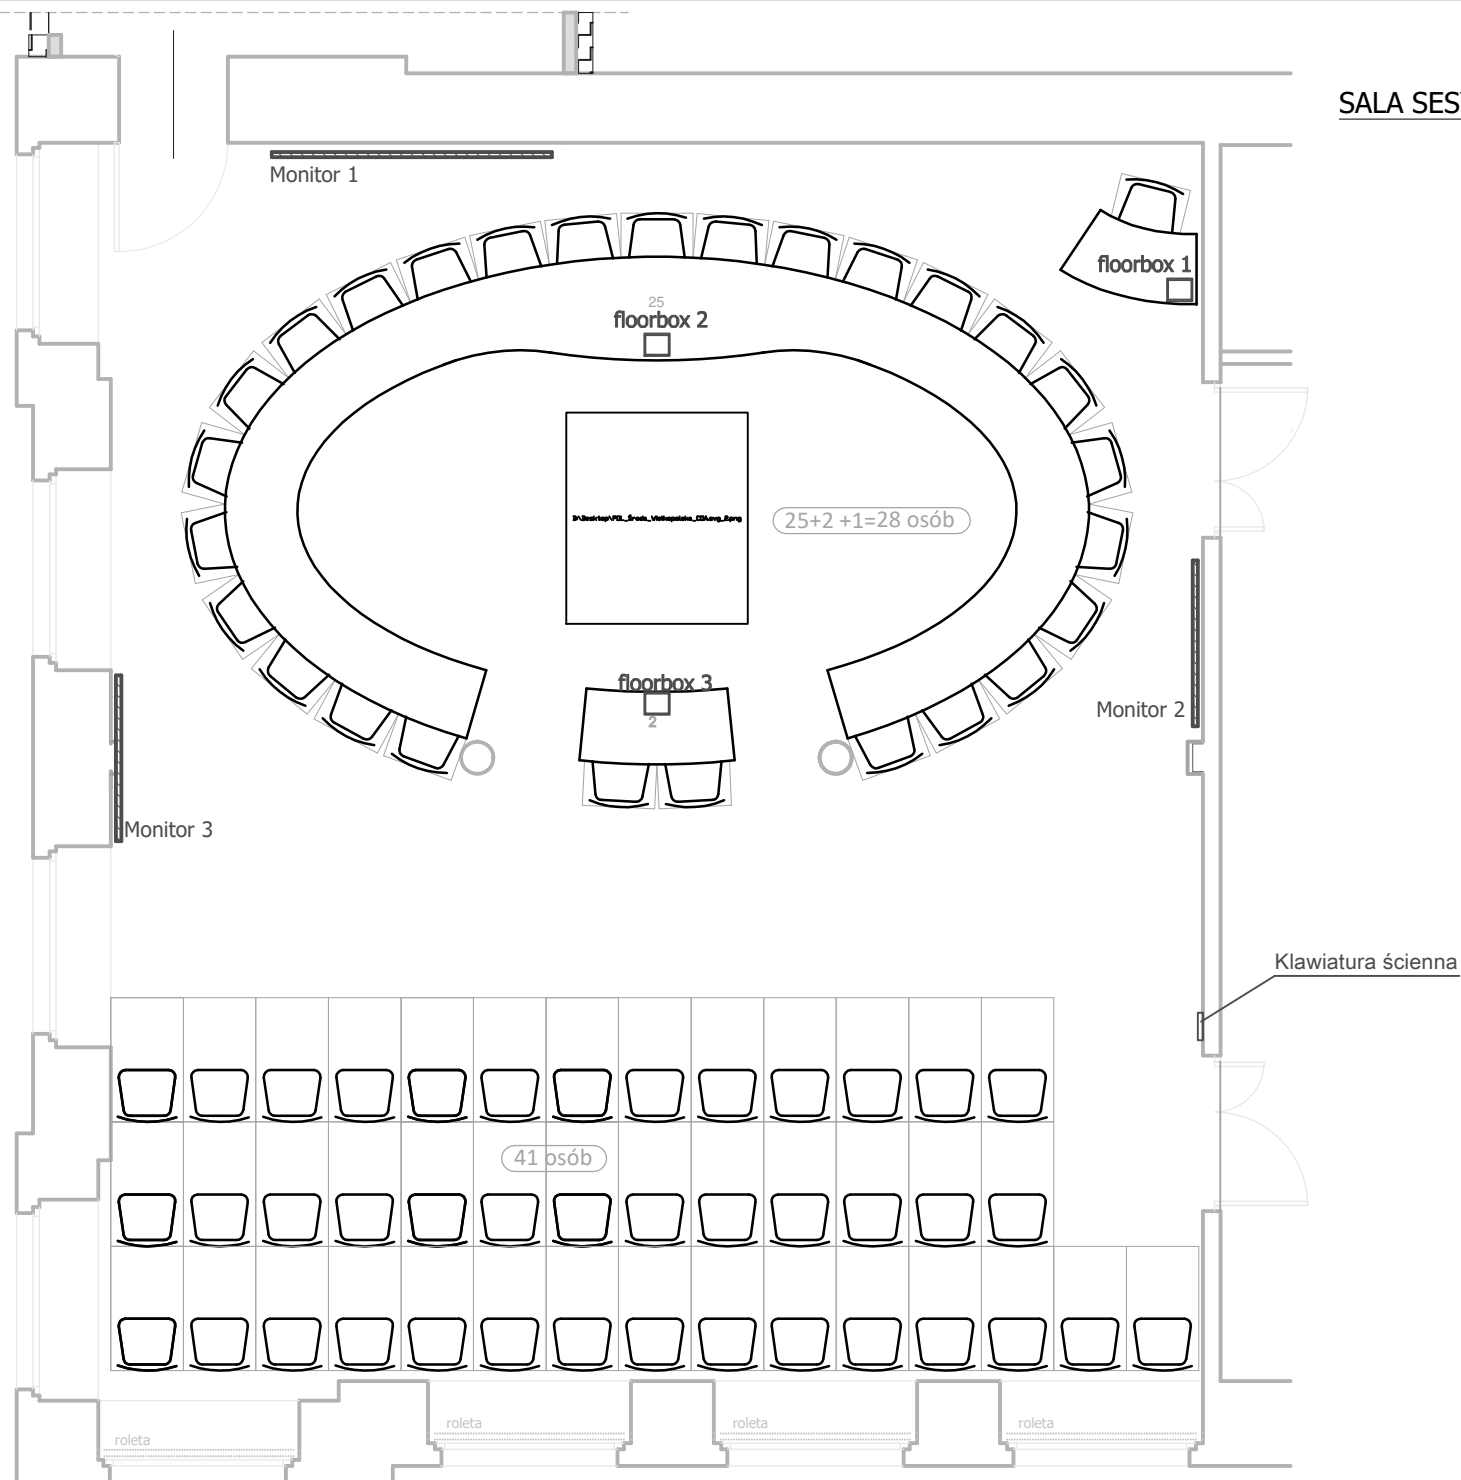 SALA SES
Monitor 1
floorbox 1
25
floorbox 2
25+2 +1=28 osób
floorbox 3
2
Monitor 2
Monitor 3
Klawiatura ścienna
41 osób
roleta
roleta
roleta
roleta